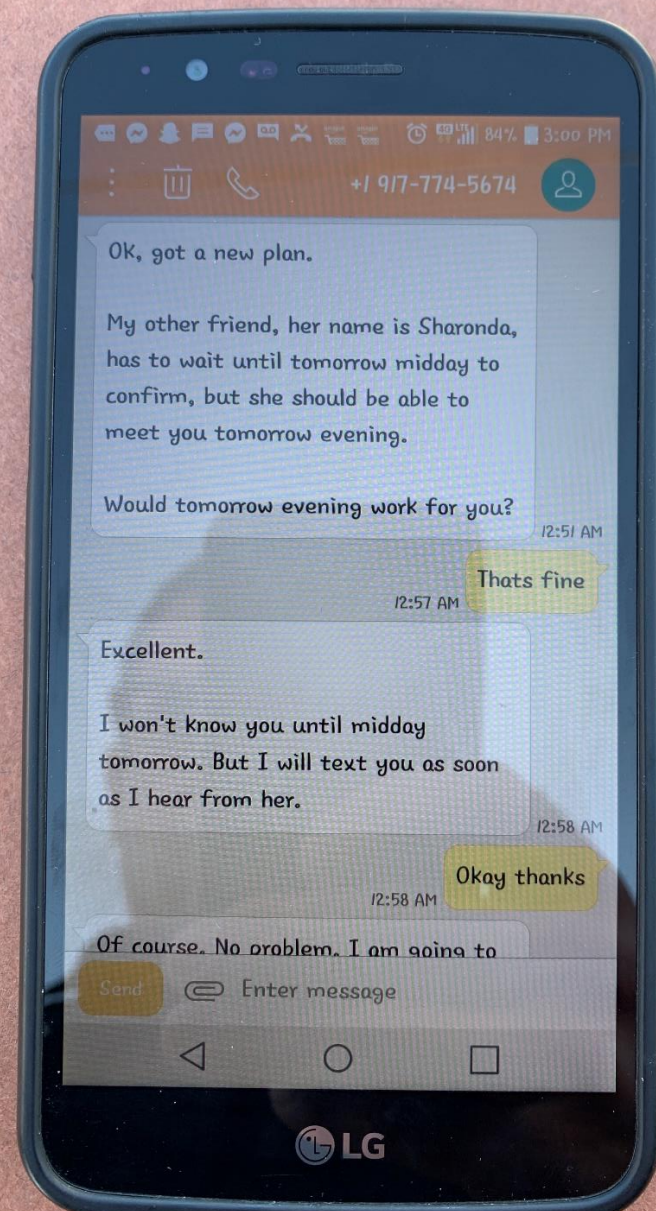 84% 3:00 PM
+1 917-774-5674
OK, got a new plan.
My other friend, her name is Sharonda,
has to wait until tomorrow midday to
confirm, but she should be able to
meet you tomorrow evening.
Would tomorrow evening work for you?
12:51 AM
Thats fine
12:57 AM
Excellent.
I won't know you until midday
tomorrow. But I will text you as soon
as I hear from her.
12:58 AM
Okay thanks
12:58 AM
Of course. No problem. I am going to
Send Enter message
LG